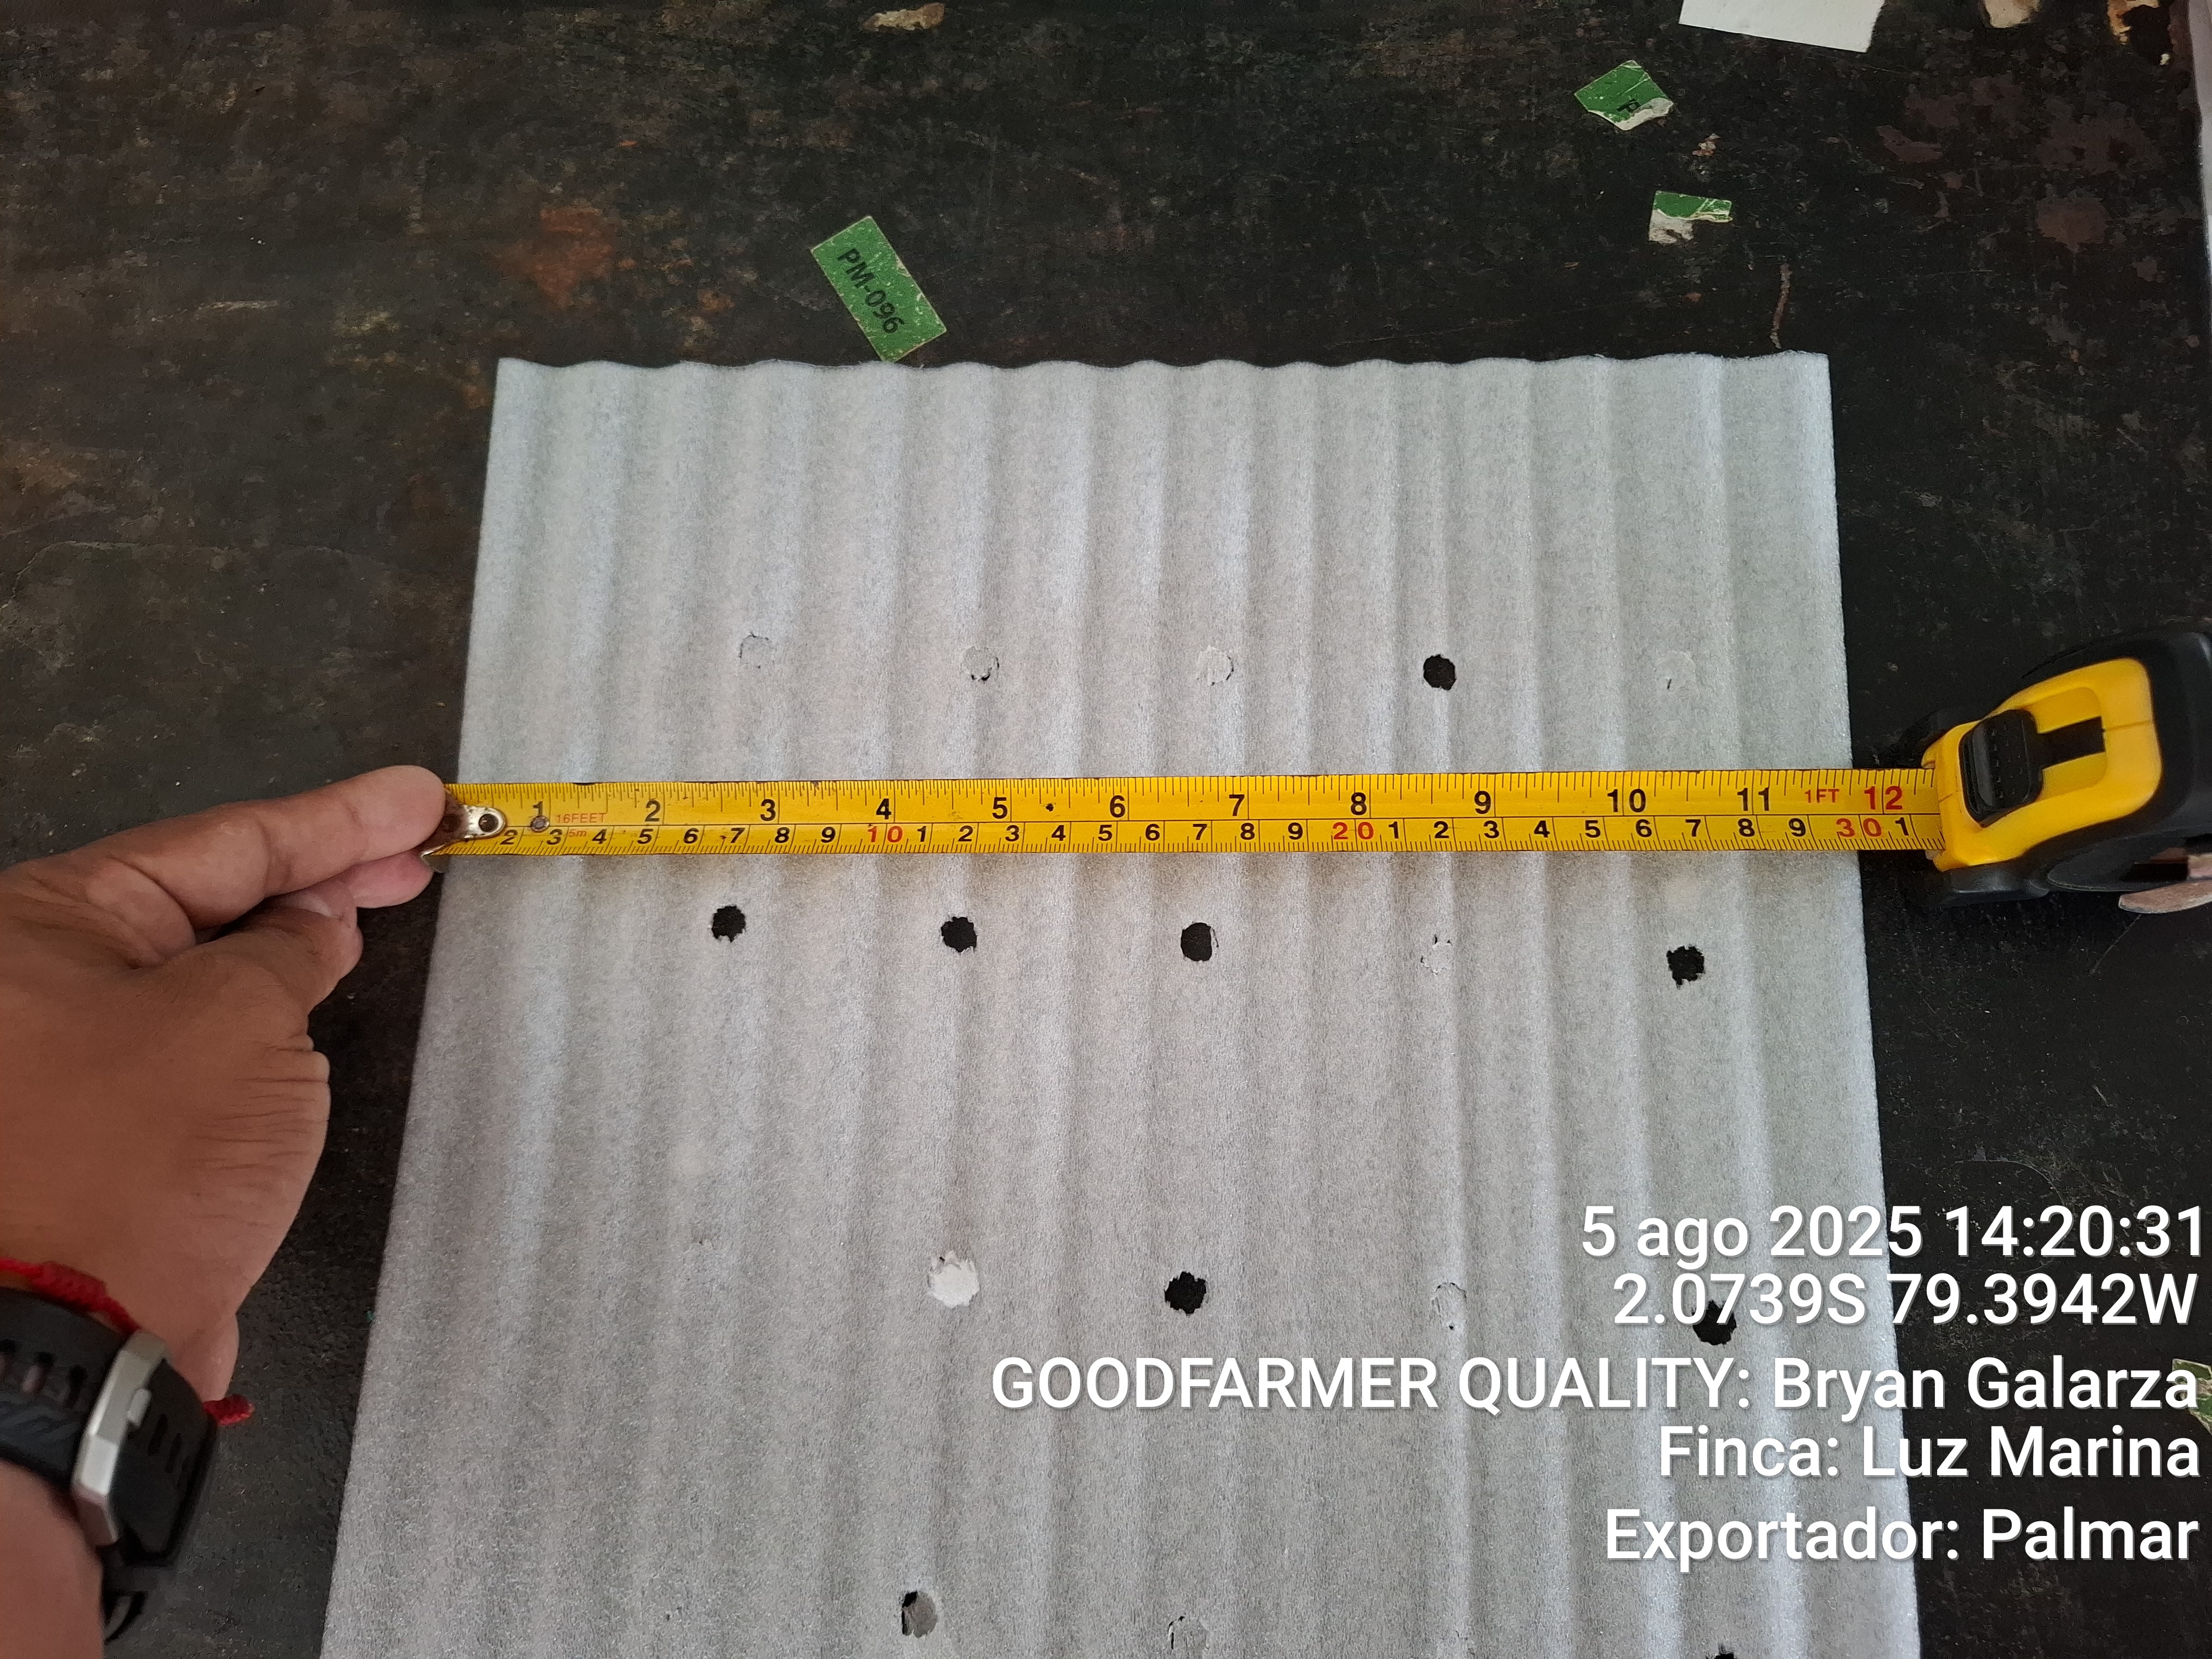 P
PM-096
1 2 3 4 5 6 7 8 9 10 11 1FT 12
16FEET
5m
2 3 4 5 6 7 8 9 10 1 2 3 4 5 6 7 8 9 20 1 2 3 4 5 6 7 8 9 30 1
5 ago 2025 14:20:31
2.0739S 79.3942W
GOODFARMER QUALITY: Bryan Galarza
Finca: Luz Marina
Exportador: Palmar